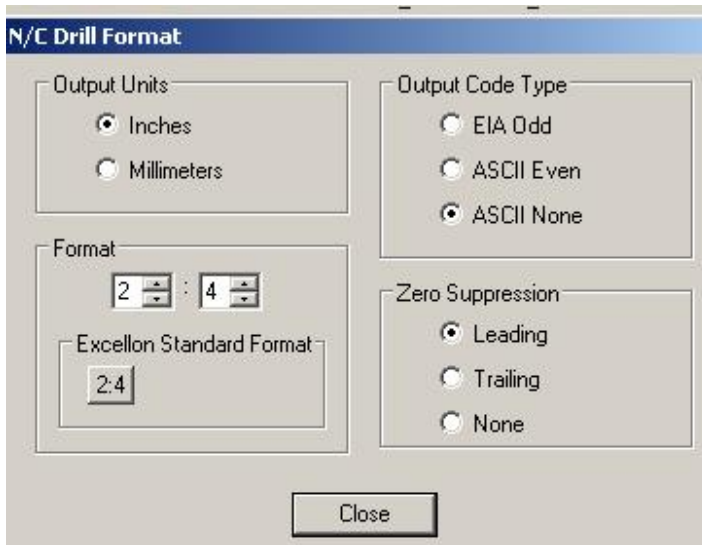 N/C Drill Format
Output Units
Inches
Millimeters
Format
2 : 4
Excellon Standard Format
2:4
Output Code Type
EIA Odd
ASCII Even
ASCII None
Zero Suppression
Leading
Trailing
None
Close